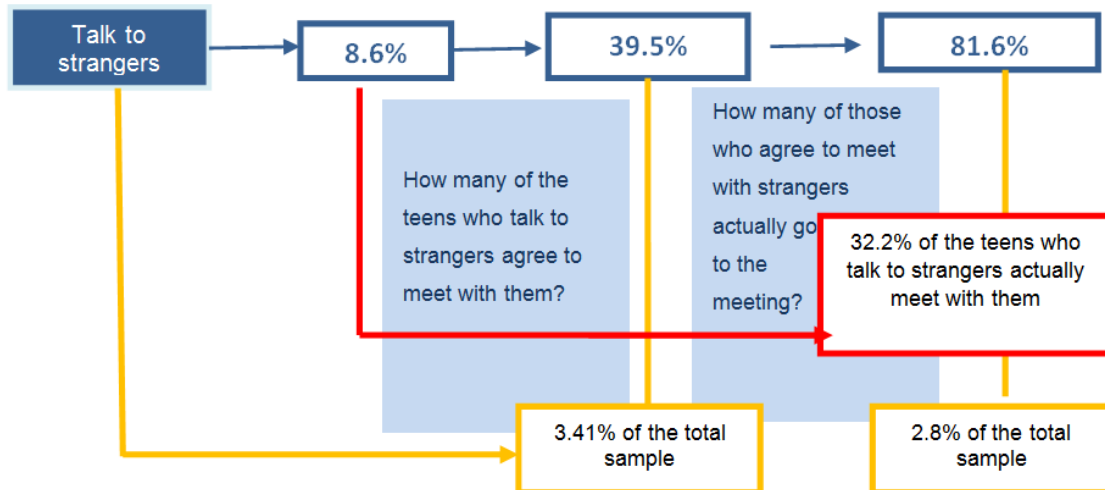 Talk to
strangers
8.6%
39.5%
81.6%
How many of the
teens who talk to
strangers agree to
meet with them?
How many of those
who agree to meet
with strangers
actually go
to the
meeting?
32.2% of the teens who
talk to strangers actually
meet with them
3.41% of the total
sample
2.8% of the total
sample